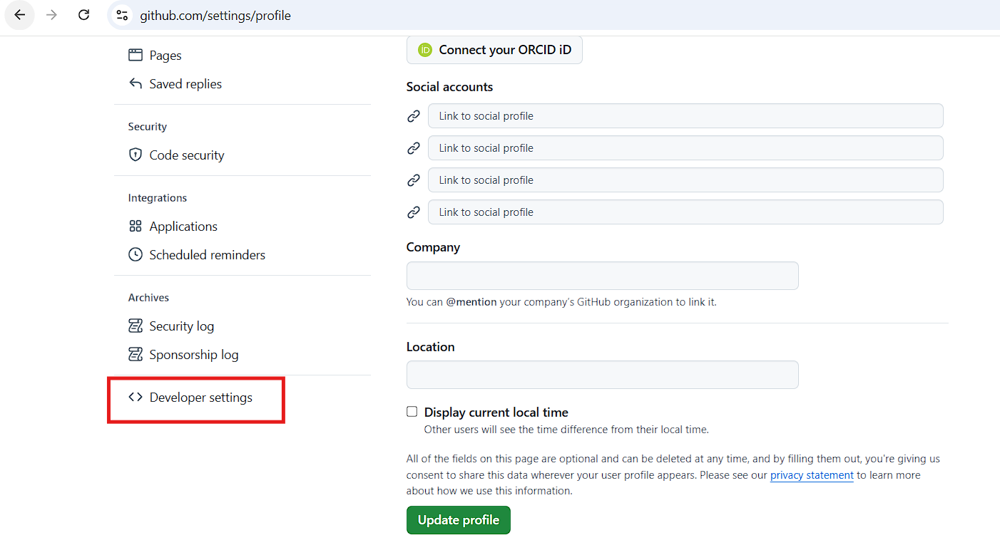 github.com/settings/profile
Pages
Saved replies
Security
Code security
Integrations
Applications
Scheduled reminders
Archives
Security log
Sponsorship log
Developer settings
iD Connect your ORCID iD
Social accounts
Link to social profile
Link to social profile
Link to social profile
Link to social profile
Company
You can @mention your company's GitHub organization to link it.
Location
Display current local time
Other users will see the time difference from their local time.
All of the fields on this page are optional and can be deleted at any time, and by filling them out, you're giving us
consent to share this data wherever your user profile appears. Please see our privacy statement to learn more
about how we use this information.
Update profile